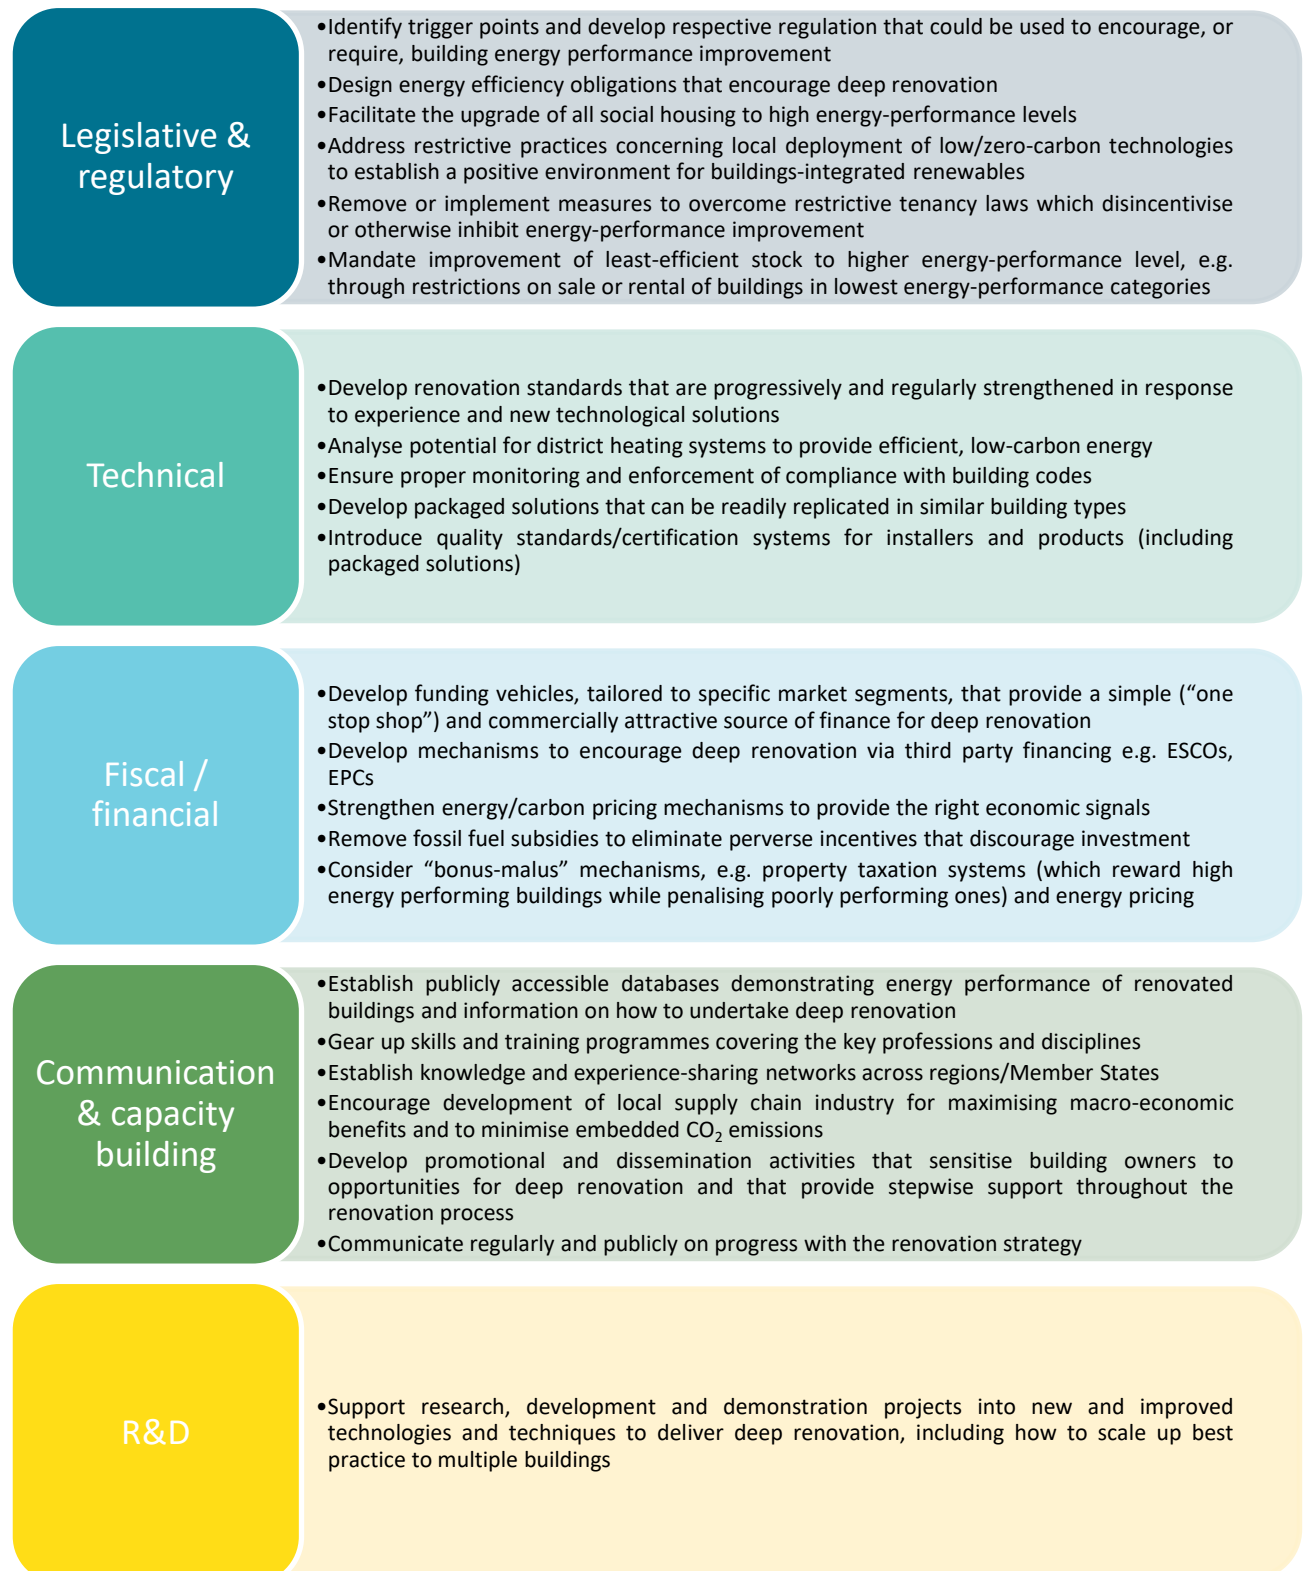 Legislative &
regulatory
•Identify trigger points and develop respective regulation that could be used to encourage, or
require, building energy performance improvement
•Design energy efficiency obligations that encourage deep renovation
•Facilitate the upgrade of all social housing to high energy-performance levels
•Address restrictive practices concerning local deployment of low/zero-carbon technologies
to establish a positive environment for buildings-integrated renewables
•Remove or implement measures to overcome restrictive tenancy laws which disincentivise
or otherwise inhibit energy-performance improvement
•Mandate improvement of least-efficient stock to higher energy-performance level, e.g.
through restrictions on sale or rental of buildings in lowest energy-performance categories
Technical
•Develop renovation standards that are progressively and regularly strengthened in response
to experience and new technological solutions
•Analyse potential for district heating systems to provide efficient, low-carbon energy
•Ensure proper monitoring and enforcement of compliance with building codes
•Develop packaged solutions that can be readily replicated in similar building types
•Introduce quality standards/certification systems for installers and products (including
packaged solutions)
Fiscal /
financial
•Develop funding vehicles, tailored to specific market segments, that provide a simple (“one
stop shop”) and commercially attractive source of finance for deep renovation
•Develop mechanisms to encourage deep renovation via third party financing e.g. ESCOs,
EPCs
•Strengthen energy/carbon pricing mechanisms to provide the right economic signals
•Remove fossil fuel subsidies to eliminate perverse incentives that discourage investment
•Consider “bonus-malus” mechanisms, e.g. property taxation systems (which reward high
energy performing buildings while penalising poorly performing ones) and energy pricing
Communication
& capacity
building
•Establish publicly accessible databases demonstrating energy performance of renovated
buildings and information on how to undertake deep renovation
•Gear up skills and training programmes covering the key professions and disciplines
•Establish knowledge and experience-sharing networks across regions/Member States
•Encourage development of local supply chain industry for maximising macro-economic
benefits and to minimise embedded CO₂ emissions
•Develop promotional and dissemination activities that sensitise building owners to
opportunities for deep renovation and that provide stepwise support throughout the
renovation process
•Communicate regularly and publicly on progress with the renovation strategy
R&D
•Support research, development and demonstration projects into new and improved
technologies and techniques to deliver deep renovation, including how to scale up best
practice to multiple buildings